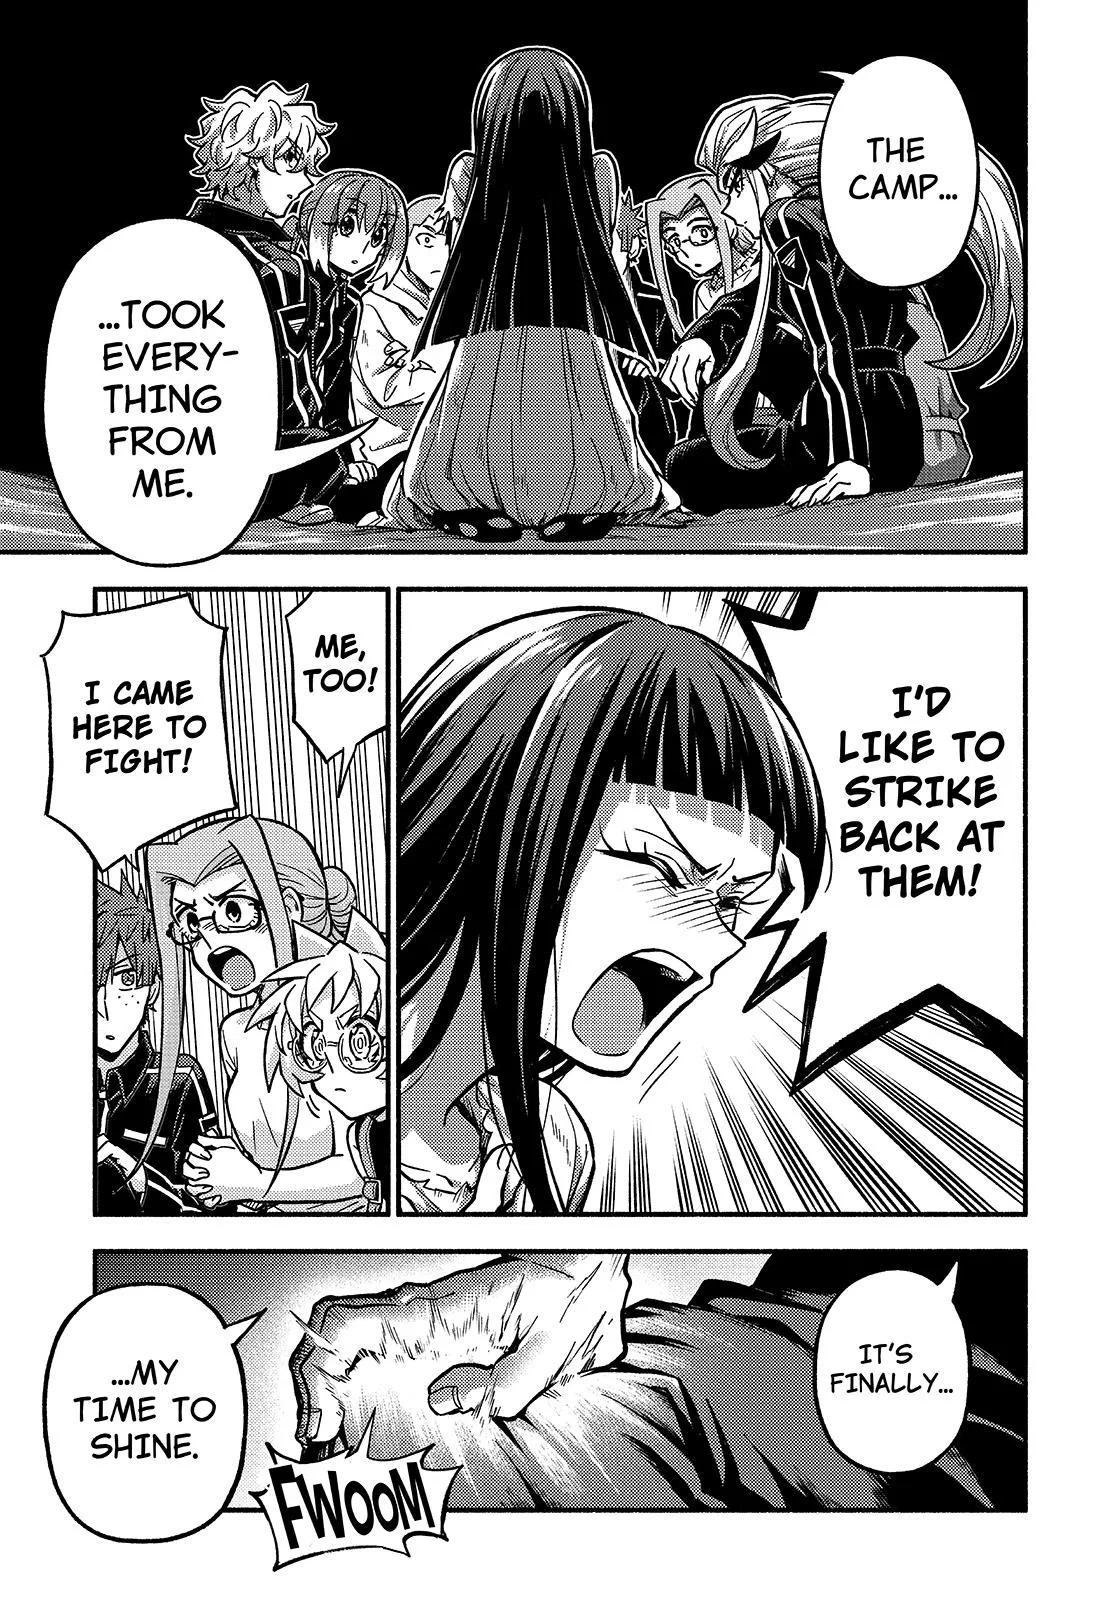 THE
CAMP...
...TOOK
EVERY-
THING
FROM
ME.
I'D
LIKE TO
STRIKE
BACK AT
THEM!
ME,
TOO!
I CAME
HERE TO
FIGHT!
IT'S
FINALLY...
...MY
TIME TO
SHINE.
FWOOM